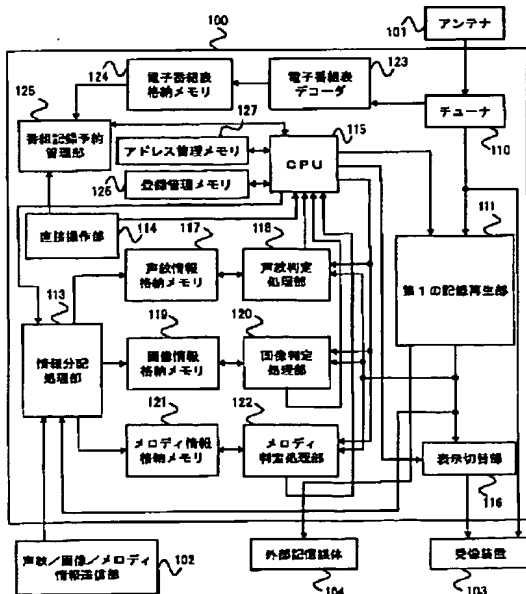 100
101
アンテナ
124
電子番組表
格納メモリ
電子番組表
デコーダ
123
125
127
チューナ
110
番組記録予約
管理部
アドレス管理メモリ
115
CPU
126
登録管理メモリ
直接操作部
114
117
118
111
声紋情報
格納メモリ
声紋判定
処理部
第1の記録再生部
113
119
120
情報分配
処理部
画像情報
格納メモリ
画像判定
処理部
121
122
メロディ情報
格納メモリ
メロディ
判定処理部
表示切替部
116
声紋/画像/メロディ
情報送信部
102
外部記憶媒体
104
受像装置
103